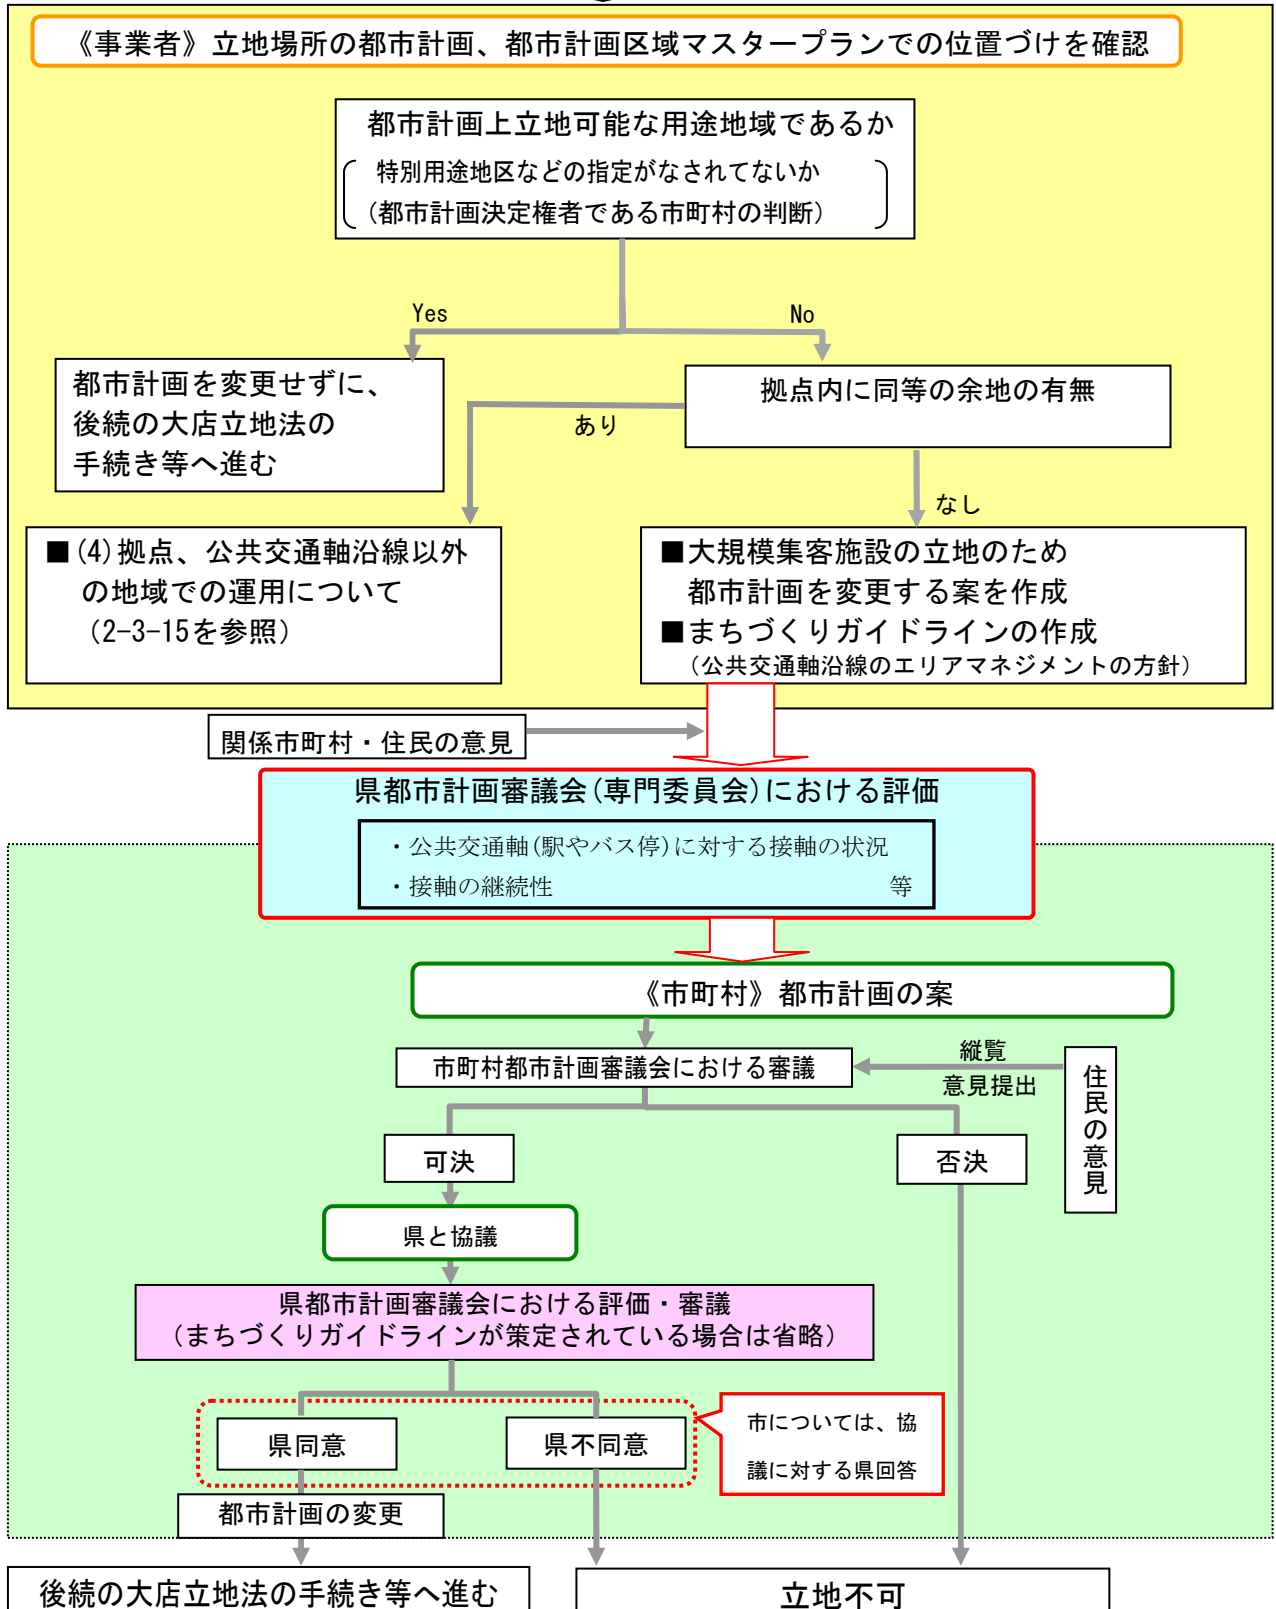 《事業者》立地場所の都市計画、都市計画区域マスタープランでの位置づけを確認
都市計画上立地可能な用途地域であるか
特別用途地区などの指定がなされてないか
(都市計画決定権者である市町村の判断)
Yes
No
都市計画を変更せずに、
後続の大店立地法の
手続き等へ進む
拠点内に同等の余地の有無
あり
なし
■(4)拠点、公共交通軸沿線以外
の地域での運用について
(2-3-15を参照)
■大規模集客施設の立地のため
都市計画を変更する案を作成
■まちづくりガイドラインの作成
(公共交通軸沿線のエリアマネジメントの方針)
関係市町村・住民の意見
県都市計画審議会(専門委員会)における評価
・公共交通軸(駅やバス停)に対する接軸の状況
・接軸の継続性 等
《市町村》都市計画の案
市町村都市計画審議会における審議
縦覧
意見提出
住民の意見
可決
否決
県と協議
県都市計画審議会における評価・審議
(まちづくりガイドラインが策定されている場合は省略)
県同意
県不同意
市については、協
議に対する県回答
都市計画の変更
後続の大店立地法の手続き等へ進む
立地不可